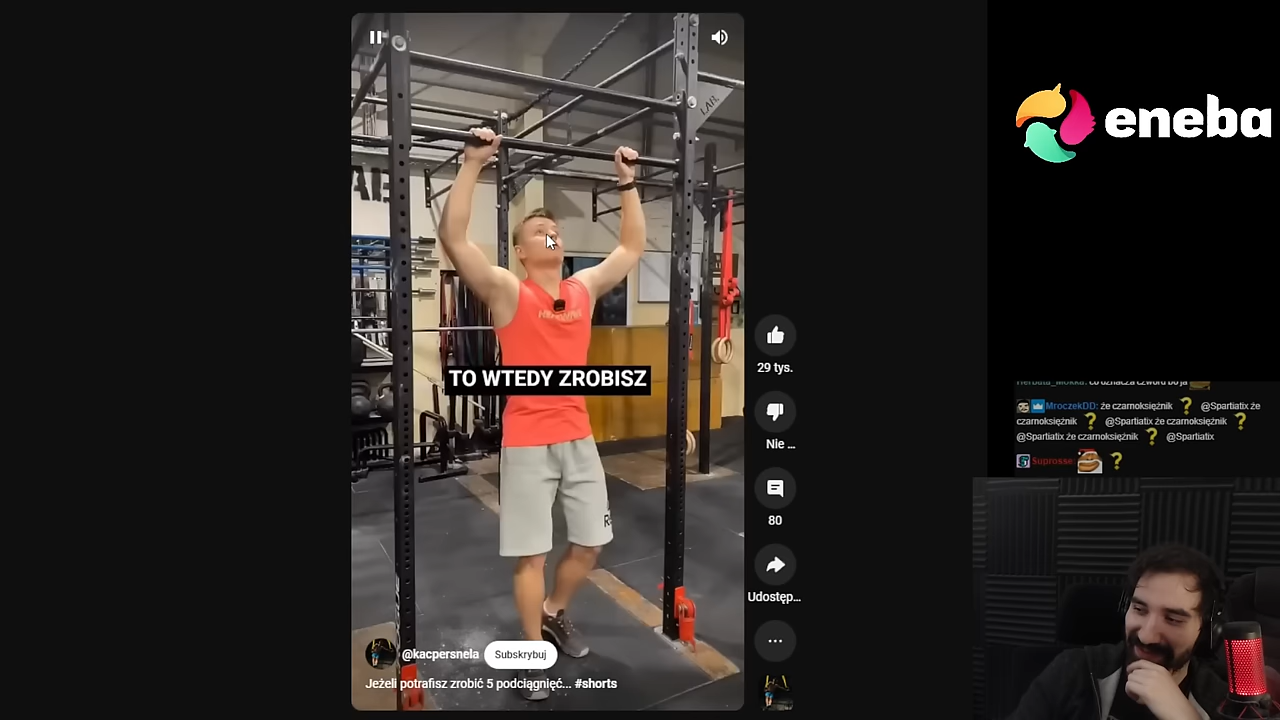 LAB.
TO WTEDY ZROBISZ
29 tys.
Nie ...
80
Udostęp...
@kacpersnela
Subskrybuj
Jeżeli potrafisz zrobić 5 podciągnięć... #shorts
eneba
MroczekDD: że czarnoksiężnik @Spartiatix że
czarnoksiężnik @Spartiatix że czarnoksiężnik
@Spartiatix że czarnoksiężnik @Spartiatix
Suprosse: